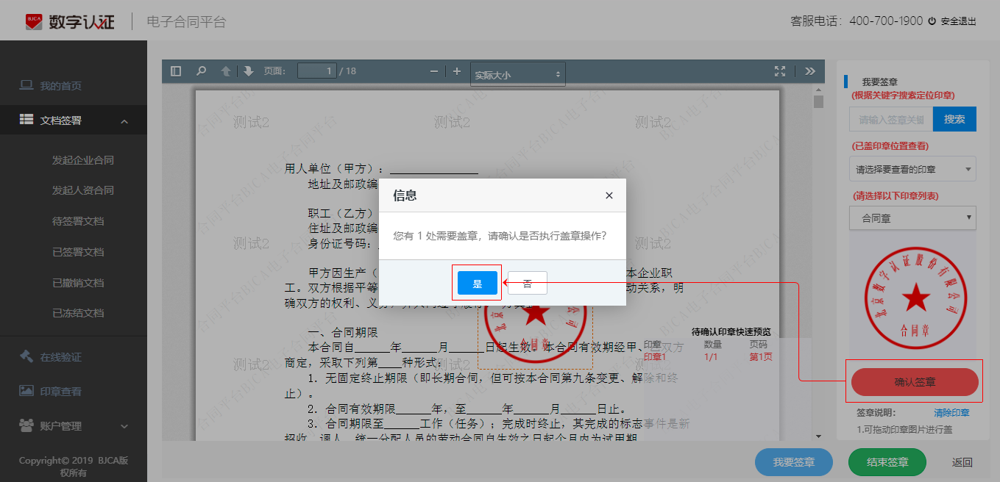 BJCA 数字认证 电子合同平台
客服电话：400-700-1900 安全退出
我的首页
文档签署
发起企业合同
发起人资合同
待签署文档
已签署文档
已撤销文档
已冻结文档
在线验证
印章查看
账户管理
Copyright© 2019 BJCA版
权所有
页面： 1 / 18 实际大小
测试2 测试2 测试2
BJCA电子合同平台
用人单位（甲方）：
地址及邮政编
职工（乙方）
住址及邮政编
身份证号码：
测试2 测试2
甲方因生产（ 本企业职
工。双方根据平等 动关系，明
确双方的权利、义务，
一、合同期限
本合同自______年______月______日起生效。本合同有效期经甲、乙双方
商定，采取下列第____种形式：
测试2 测试2
1. 无固定终止期限（即长期合同，但可按本合同第九条变更、解除和终
止）。
2. 合同有效期限______年，至______年______月______日止。
3. 合同期限至______工作（任务）；完成时终止，其完成的标志事件是新
招收、调入、统一分配人员的劳动合同自生效之日起个月内为试用期
信息
您有 1 处需要盖章，请确认是否执行盖章操作？
是 否
合同章
待确认印章快速预览
印章 数量 页码
印章1 1/1 第1页
我要签章
(根据关键字搜索定位印章)
请输入签章关键 搜索
(已盖印章位置查看)
请选择要查看的印章
(请选择以下印章列表)
合同章
北京数字认证股份有限公司
合同章
确认签章
签章说明： 清除印章
1.可拖动印章图片进行盖
我要签章 结束签章 返回